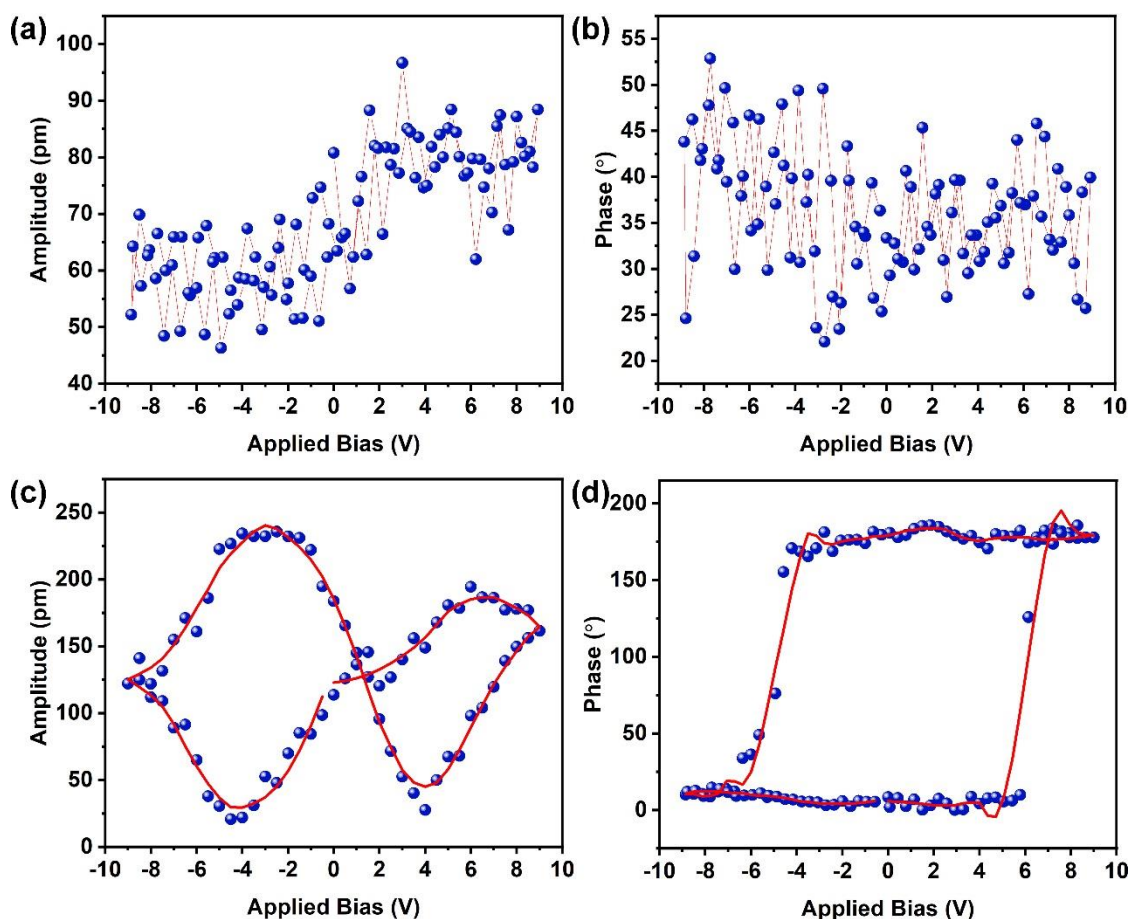 (a)
100
90
80
70
60
50
40
Amplitude (pm)
-10 -8 -6 -4 -2 0 2 4 6 8 10
Applied Bias (V)
(b)
55
50
45
40
35
30
25
20
Phase (°)
-10 -8 -6 -4 -2 0 2 4 6 8 10
Applied Bias (V)
(c)
250
200
150
100
50
0
Amplitude (pm)
-10 -8 -6 -4 -2 0 2 4 6 8 10
Applied Bias (V)
(d)
200
150
100
50
0
Phase (°)
-10 -8 -6 -4 -2 0 2 4 6 8 10
Applied Bias (V)